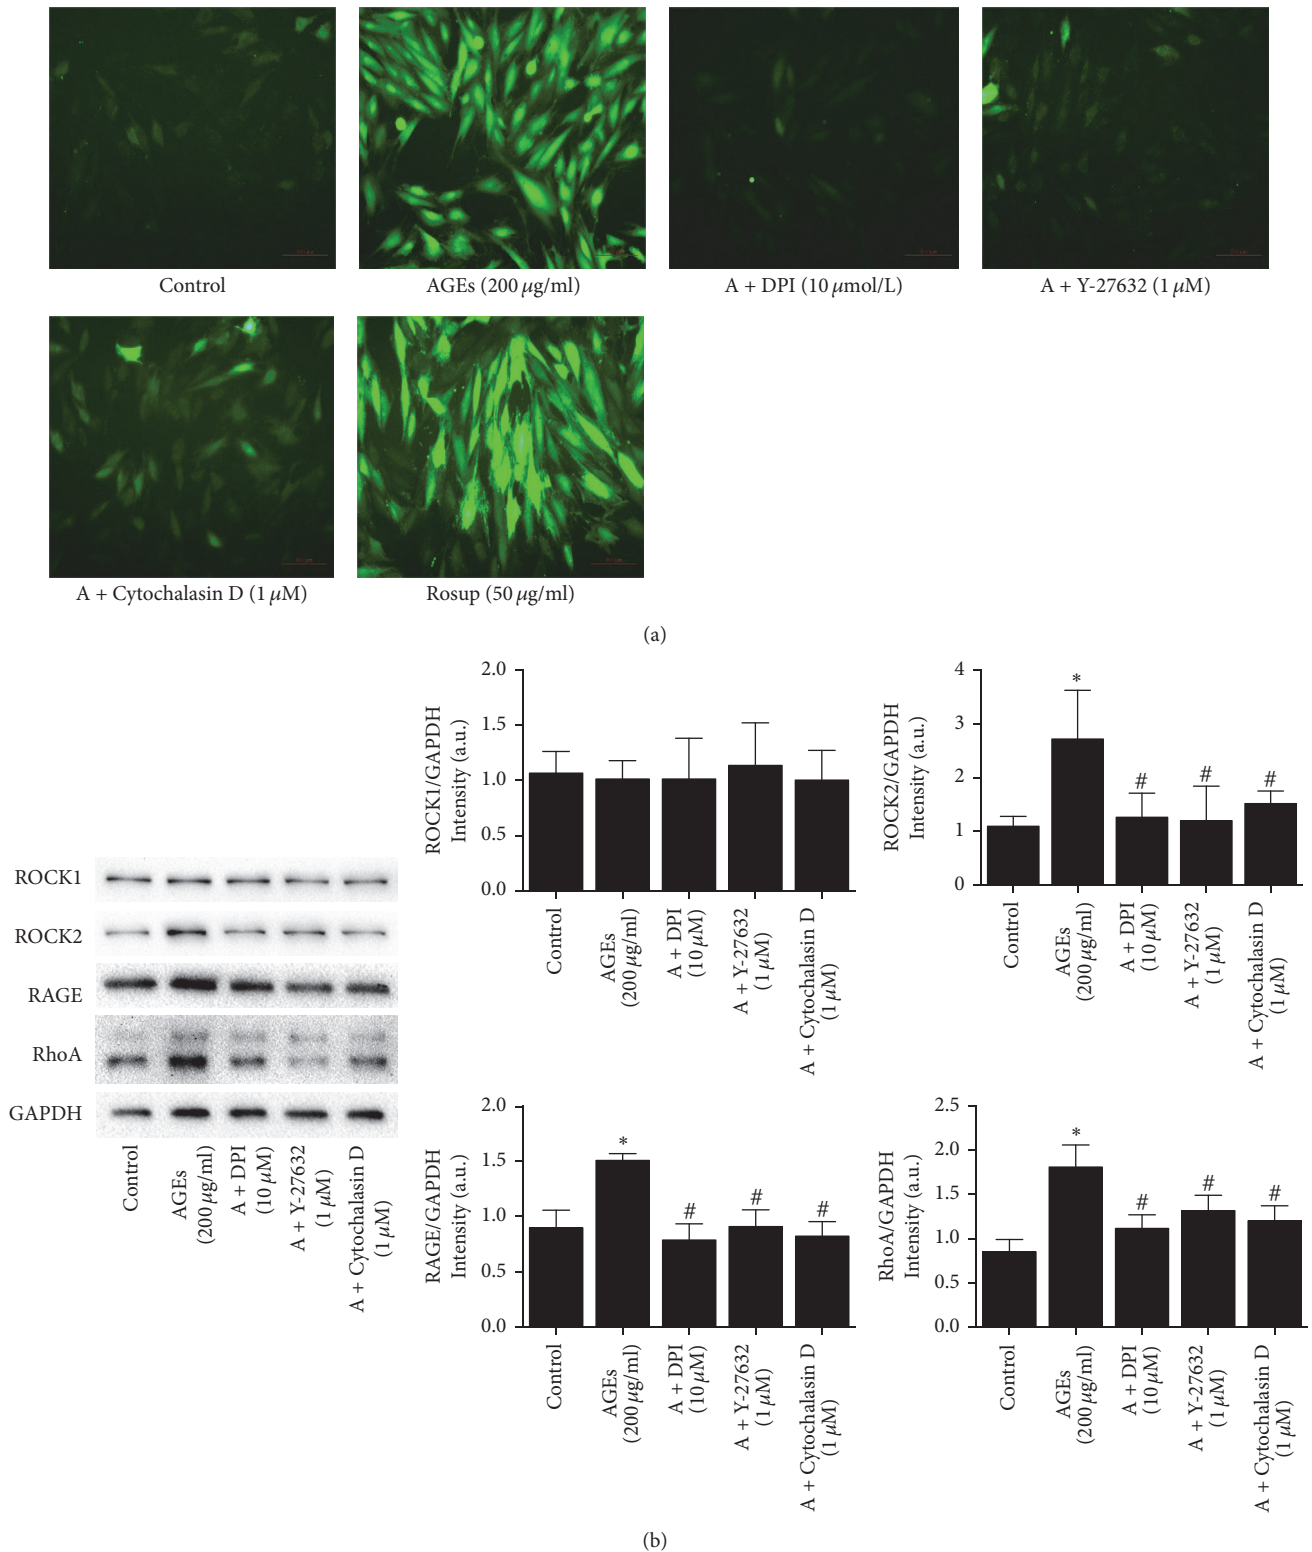 Control
AGEs (200 μg/ml)
A + DPI (10 μmol/L)
A + Y-27632 (1 μM)
A + Cytochalasin D (1 μM)
Rosup (50 μg/ml)
(a)
ROCK1
ROCK2
RAGE
RhoA
GAPDH
Control
AGEs
(200 μg/ml)
A + DPI
(10 μM)
A + Y-27632
(1 μM)
A + Cytochalasin D
(1 μM)
ROCK1/GAPDH
Intensity (a.u.)
2.0
1.5
1.0
0.5
0.0
Control
AGEs
(200 μg/ml)
A + DPI
(10 μM)
A + Y-27632
(1 μM)
A + Cytochalasin D
(1 μM)
ROCK2/GAPDH
Intensity (a.u.)
4
3
2
1
0
*
#
#
#
Control
AGEs
(200 μg/ml)
A + DPI
(10 μM)
A + Y-27632
(1 μM)
A + Cytochalasin D
(1 μM)
RAGE/GAPDH
Intensity (a.u.)
2.0
1.5
1.0
0.5
0.0
*
#
#
#
Control
AGEs
(200 μg/ml)
A + DPI
(10 μM)
A + Y-27632
(1 μM)
A + Cytochalasin D
(1 μM)
RhoA/GAPDH
Intensity (a.u.)
2.5
2.0
1.5
1.0
0.5
0.0
*
#
#
#
Control
AGEs
(200 μg/ml)
A + DPI
(10 μM)
A + Y-27632
(1 μM)
A + Cytochalasin D
(1 μM)
(b)